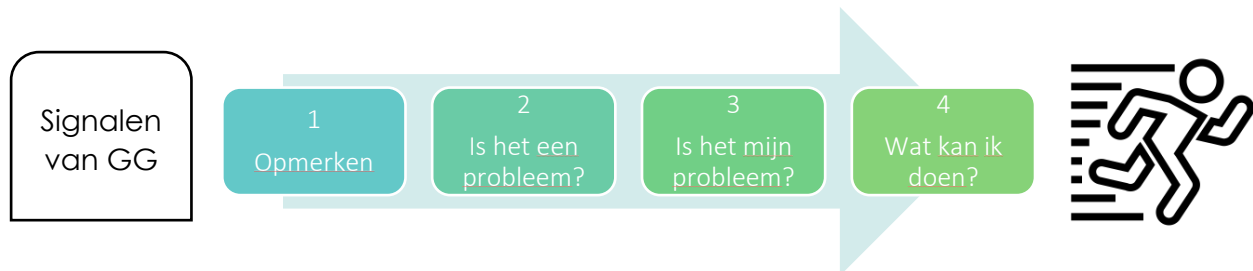 Signalen
van GG
1
Opmerken
2
Is het een
probleem?
3
Is het mijn
probleem?
4
Wat kan ik
doen?